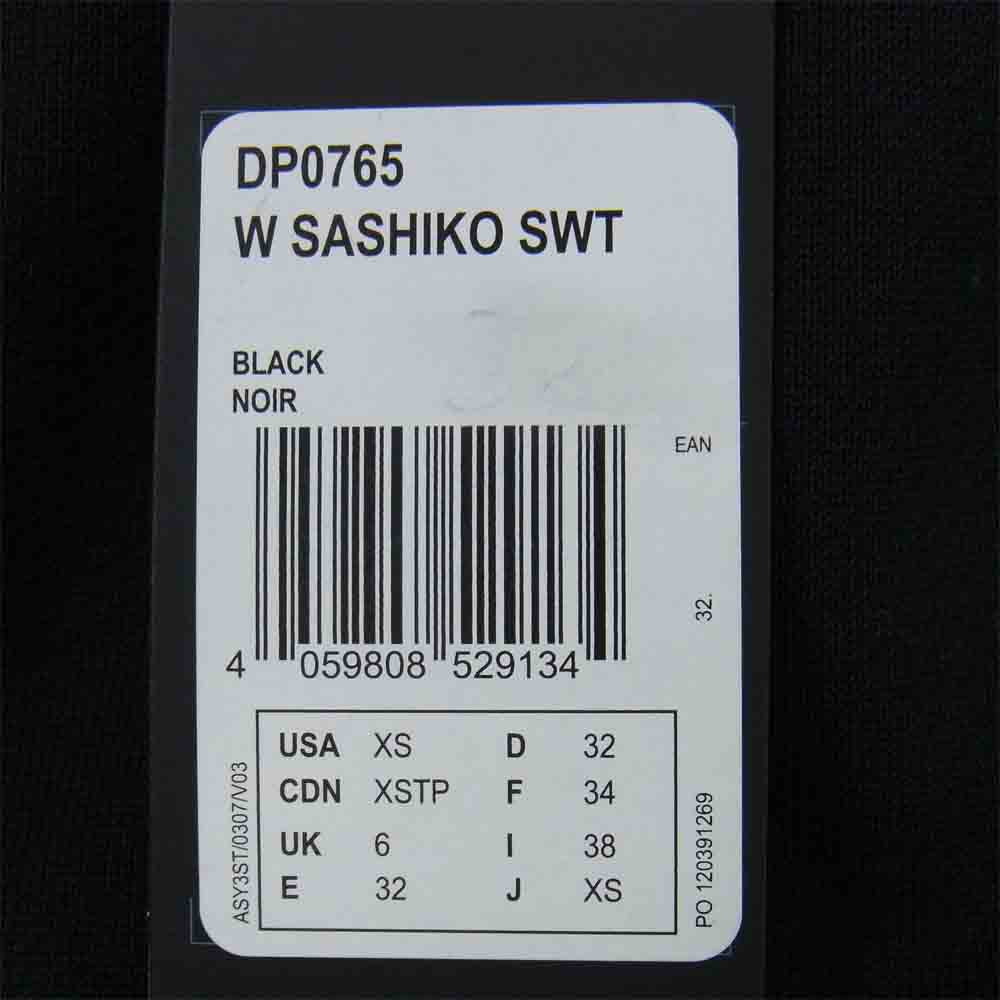 DP0765
W SASHIKO SWT
BLACK
NOIR
EAN
32.
4 059808 529134
USA XS D 32
CDN XSTP F 34
UK 6 I 38
E 32 J XS
ASY3ST/0307/V03
PO 120391269